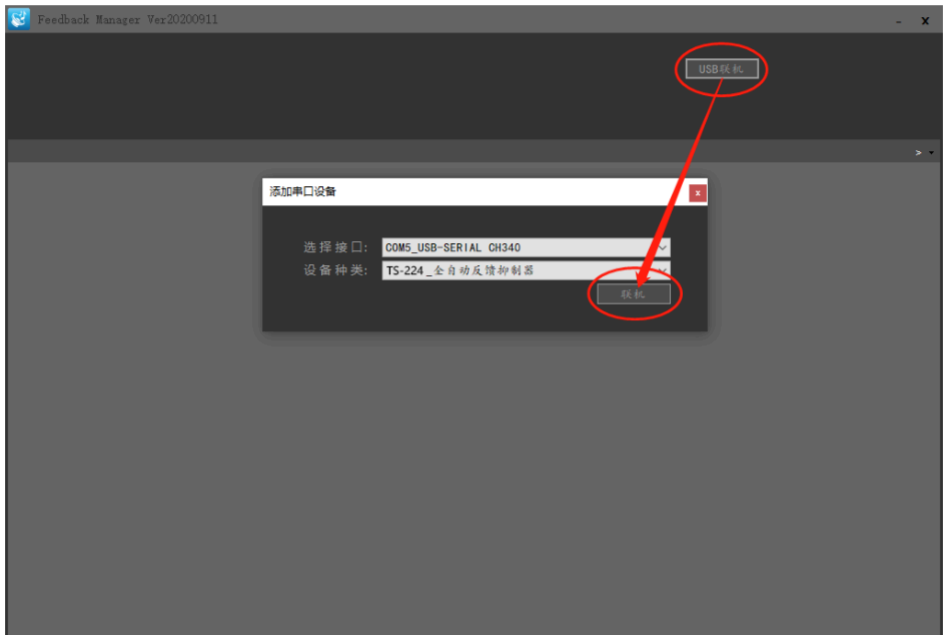 Feedback Manager Ver20200911
USB联机
添加串口设备
选择接口: COM5_USB-SERIAL CH340
设备种类: TS-224_全自动反馈抑制器
联机